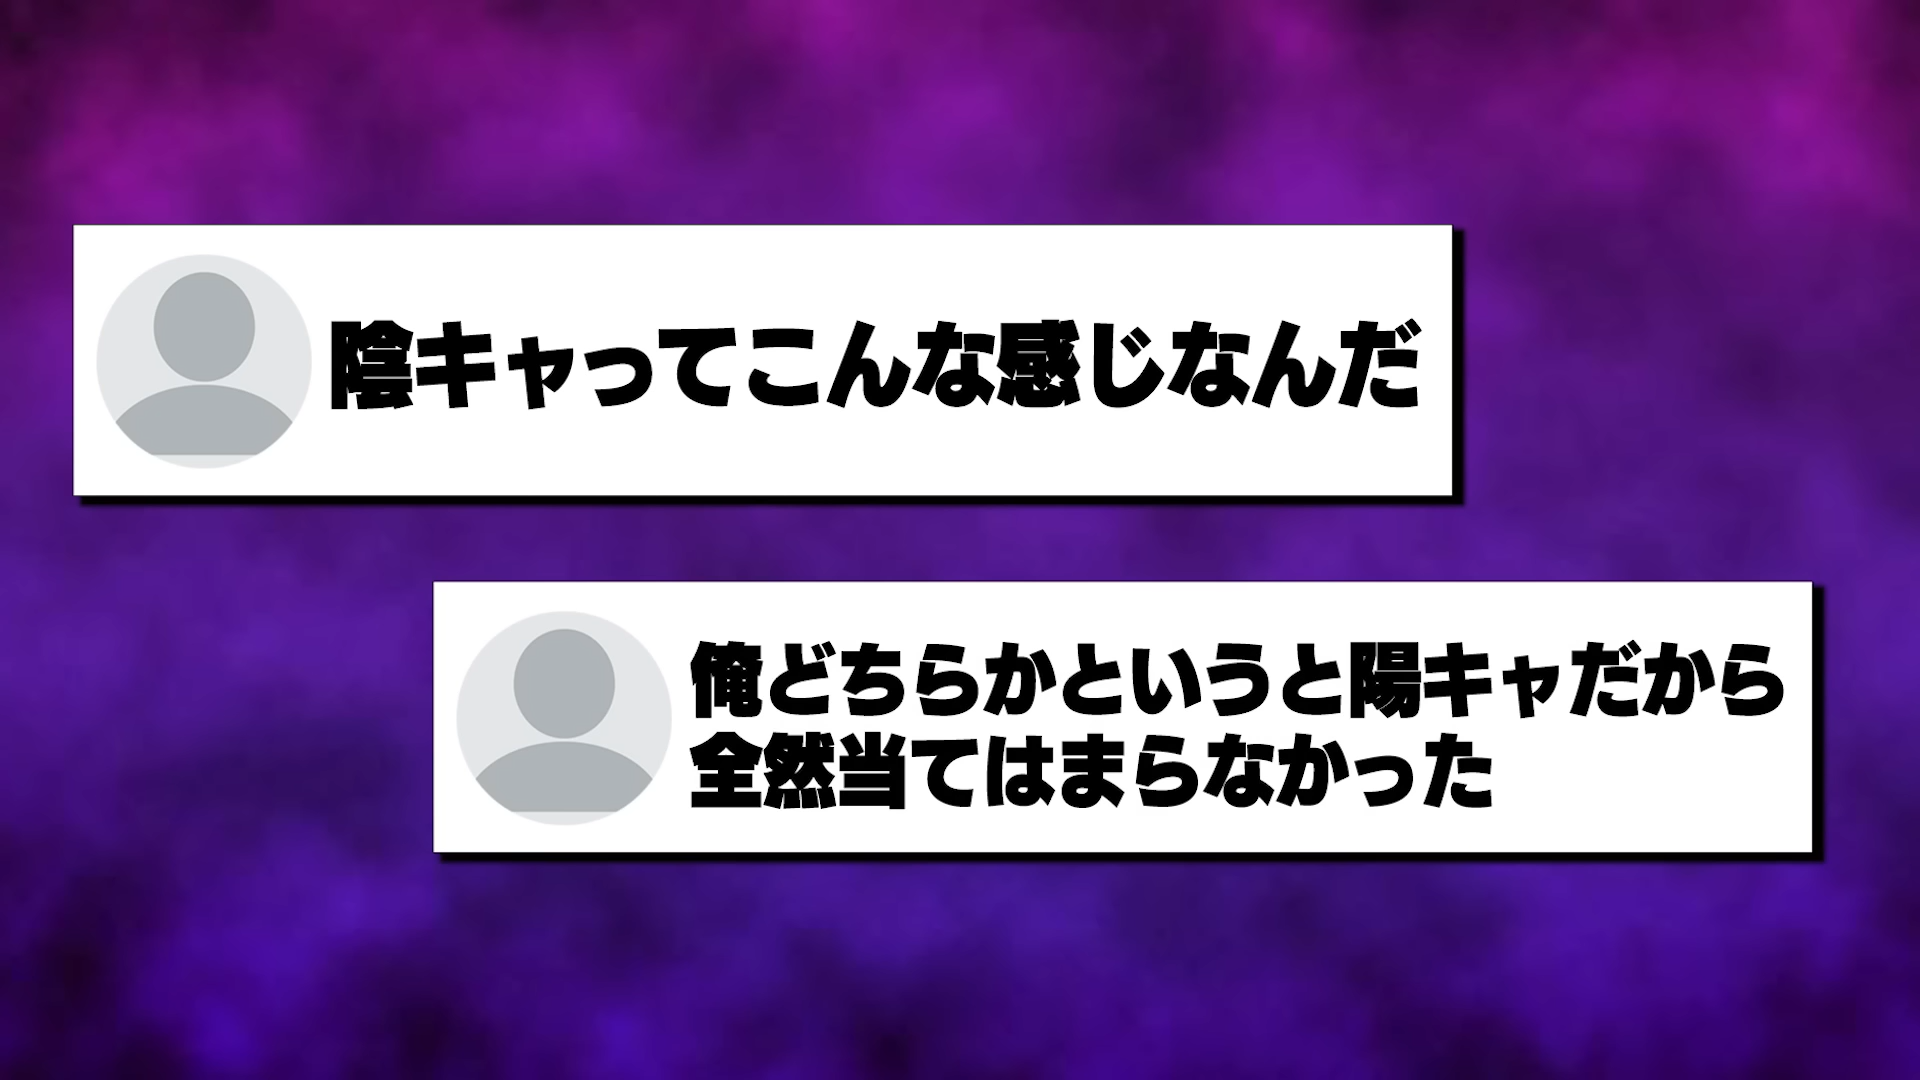 陰キャってこんな感じなんだ
俺どちらかというと陽キャだから
全然当てはまらなかった